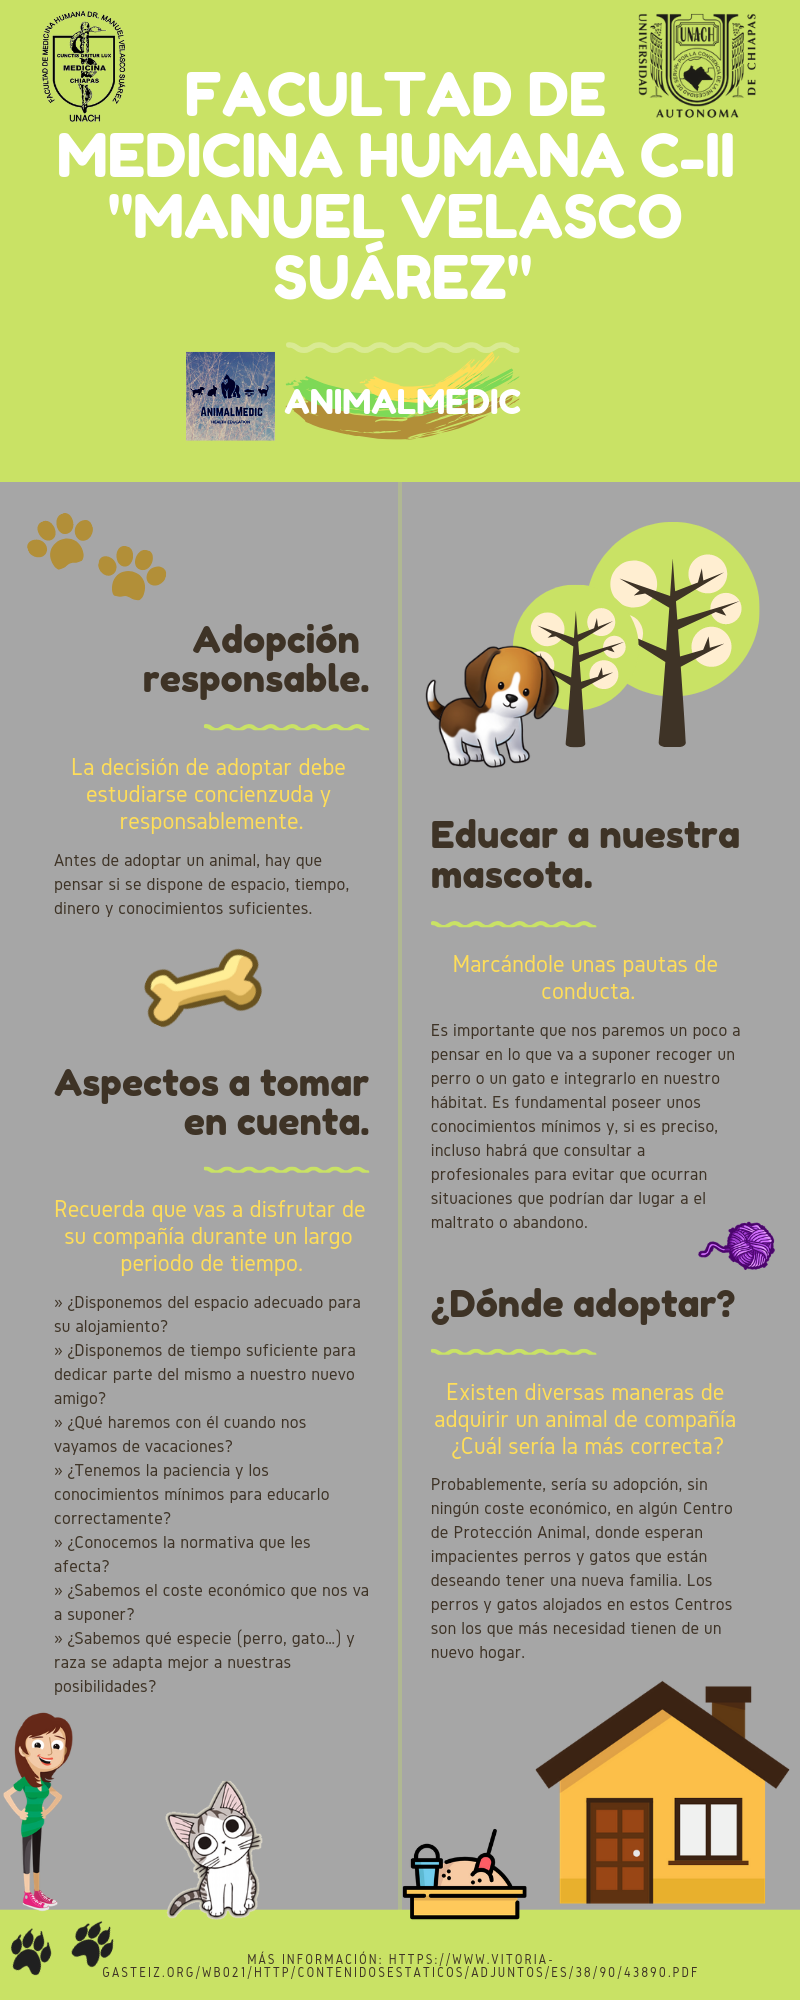 FACULTAD DE MEDICINA HUMANA DR. MANUEL VELASCO SUÁREZ
CUNCTIS ORITUR LUX
MEDICINA
CHIAPAS
UNACH
UNIVERSIDAD
UNACH
POR LA CONCIENCIA DE LA NECESIDAD DE SERVIR
DE CHIAPAS
AUTONOMA
FACULTAD DE
MEDICINA HUMANA C-II
"MANUEL VELASCO
SUÁREZ"
ANIMALMEDIC
HEALTH EDUCATION
ANIMALMEDIC
Adopción
responsable.
La decisión de adoptar debe
estudiarse concienzuda y
responsablemente.
Antes de adoptar un animal, hay que
pensar si se dispone de espacio, tiempo,
dinero y conocimientos suficientes.
Aspectos a tomar
en cuenta.
Recuerda que vas a disfrutar de
su compañía durante un largo
periodo de tiempo.
» ¿Disponemos del espacio adecuado para
su alojamiento?
» ¿Disponemos de tiempo suficiente para
dedicar parte del mismo a nuestro nuevo
amigo?
» ¿Qué haremos con él cuando nos
vayamos de vacaciones?
» ¿Tenemos la paciencia y los
conocimientos mínimos para educarlo
correctamente?
» ¿Conocemos la normativa que les
afecta?
» ¿Sabemos el coste económico que nos va
a suponer?
» ¿Sabemos qué especie (perro, gato...) y
raza se adapta mejor a nuestras
posibilidades?
Educar a nuestra
mascota.
Marcándole unas pautas de
conducta.
Es importante que nos paremos un poco a
pensar en lo que va a suponer recoger un
perro o un gato e integrarlo en nuestro
hábitat. Es fundamental poseer unos
conocimientos mínimos y, si es preciso,
incluso habrá que consultar a
profesionales para evitar que ocurran
situaciones que podrían dar lugar a el
maltrato o abandono.
¿Dónde adoptar?
Existen diversas maneras de
adquirir un animal de compañía
¿Cuál sería la más correcta?
Probablemente, sería su adopción, sin
ningún coste económico, en algún Centro
de Protección Animal, donde esperan
impacientes perros y gatos que están
deseando tener una nueva familia. Los
perros y gatos alojados en estos Centros
son los que más necesidad tienen de un
nuevo hogar.
MÁS INFORMACIÓN: HTTPS://WWW.VITORIA-
GASTEIZ.ORG/WB021/HTTP/CONTENIDOSESTATICOS/ADJUNTOS/ES/38/90/43890.PDF